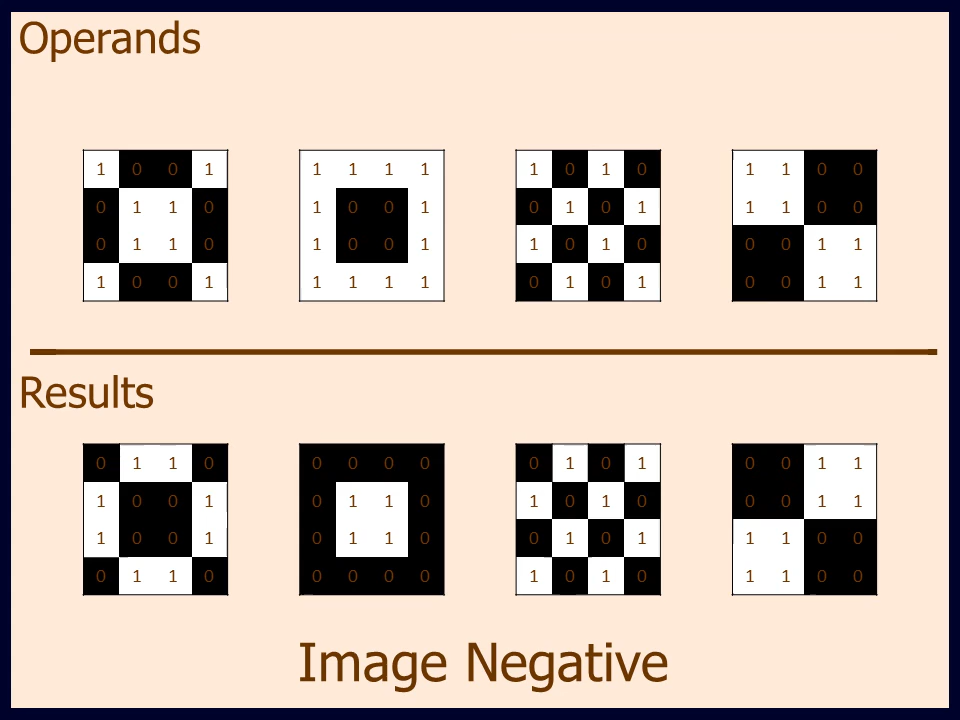 Operands
1 0 0 1 1 1 1 1 1 0 1 0 1 1 0 0
0 1 1 0 1 0 0 1 0 1 0 1 1 1 0 0
0 1 1 0 1 0 0 1 1 0 1 0 0 0 1 1
1 0 0 1 1 1 1 1 0 1 0 1 0 0 1 1
Results
0 1 1 0 0 0 0 0 0 1 0 1 0 0 1 1
1 0 0 1 0 1 1 0 1 0 1 0 0 0 1 1
1 0 0 1 0 1 1 0 0 1 0 1 1 1 0 0
0 1 1 0 0 0 0 0 1 0 1 0 1 1 0 0
Image Negative